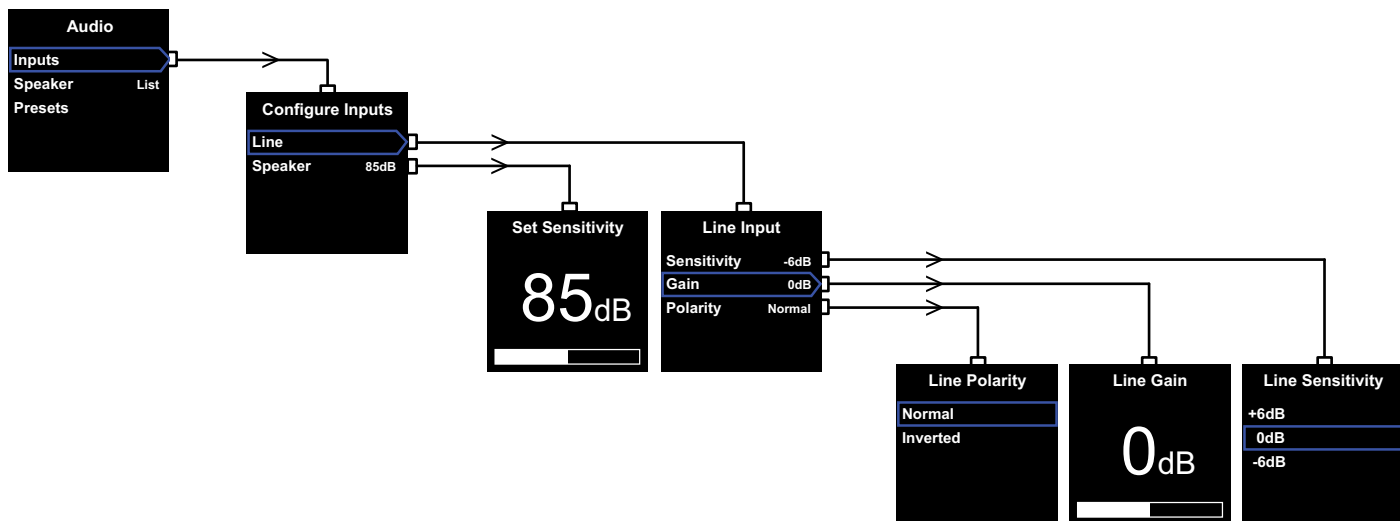 Audio
Inputs
Speaker List
Presets
Configure Inputs
Line
Speaker 85dB
Set Sensitivity
85dB
Line Input
Sensitivity -6dB
Gain 0dB
Polarity Normal
Line Polarity
Normal
Inverted
Line Gain
0dB
Line Sensitivity
+6dB
0dB
-6dB